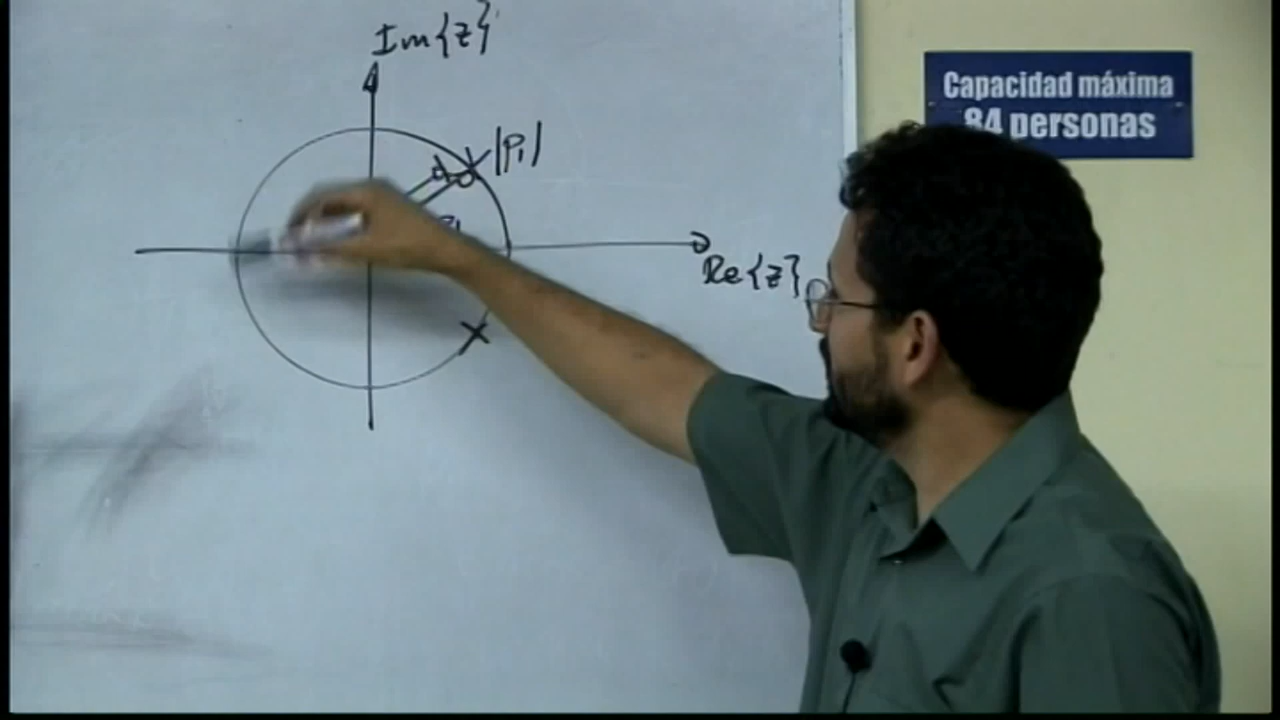 Im{z}
|P₁|
Re{z}
Capacidad máxima
84 personas